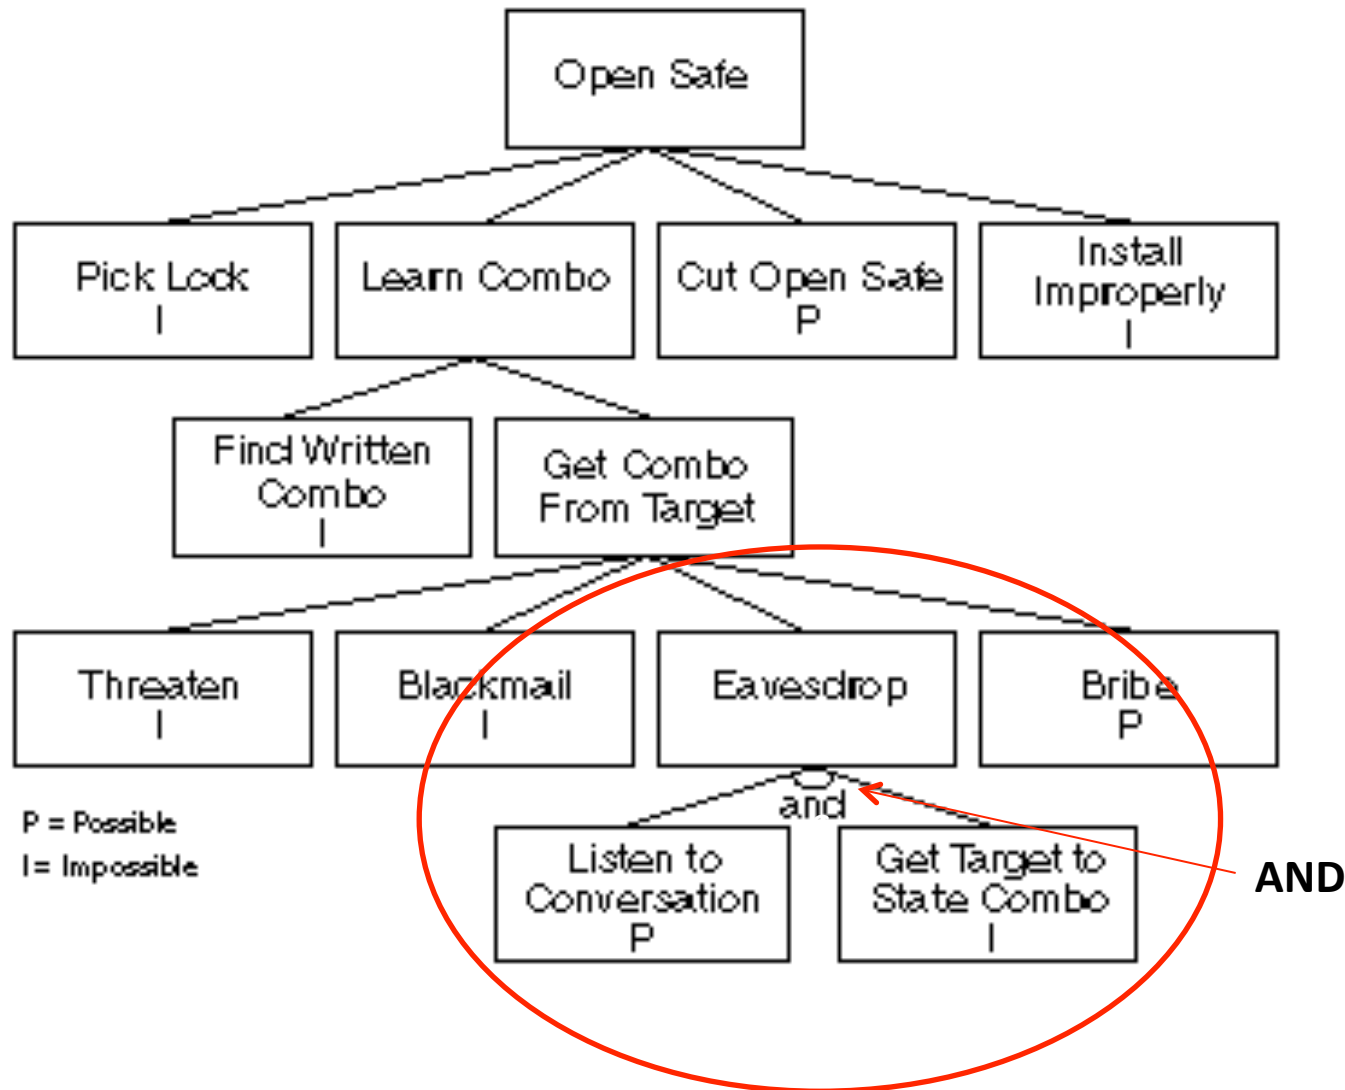 Open Safe
Pick Lock
I
Learn Combo
Cut Open Safe
P
Install
Improperly
I
Find Written
Combo
I
Get Combo
From Target
Threaten
I
Blackmail
I
Eavesdrop
Bribe
P
and
P = Possible
I = Impossible
Listen to
Conversation
P
Get Target to
State Combo
I
AND